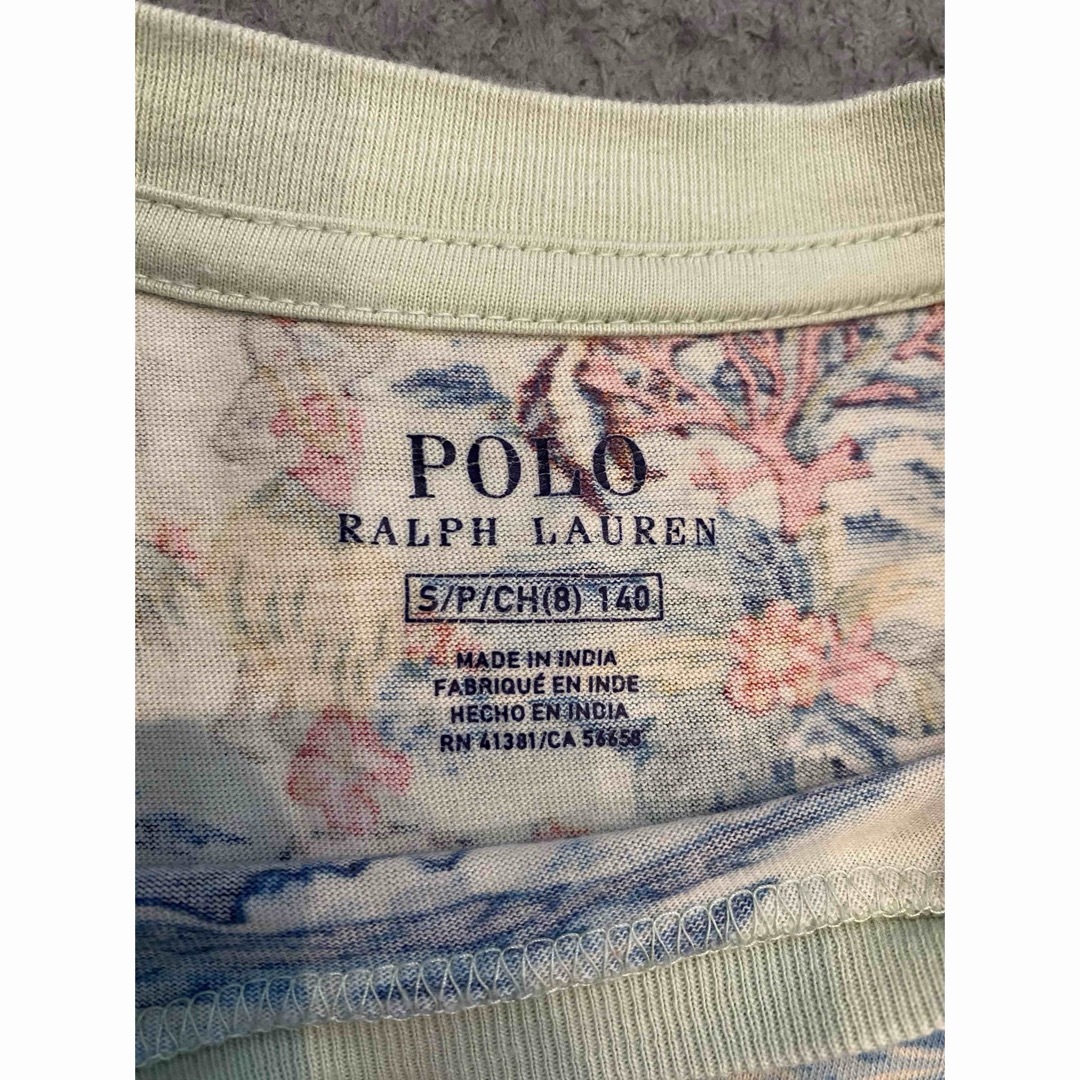 POLO
RALPH LAUREN
S/P/CH(8) 140
MADE IN INDIA
FABRIQUÉ EN INDE
HECHO EN INDIA
RN 41381/CA 56658